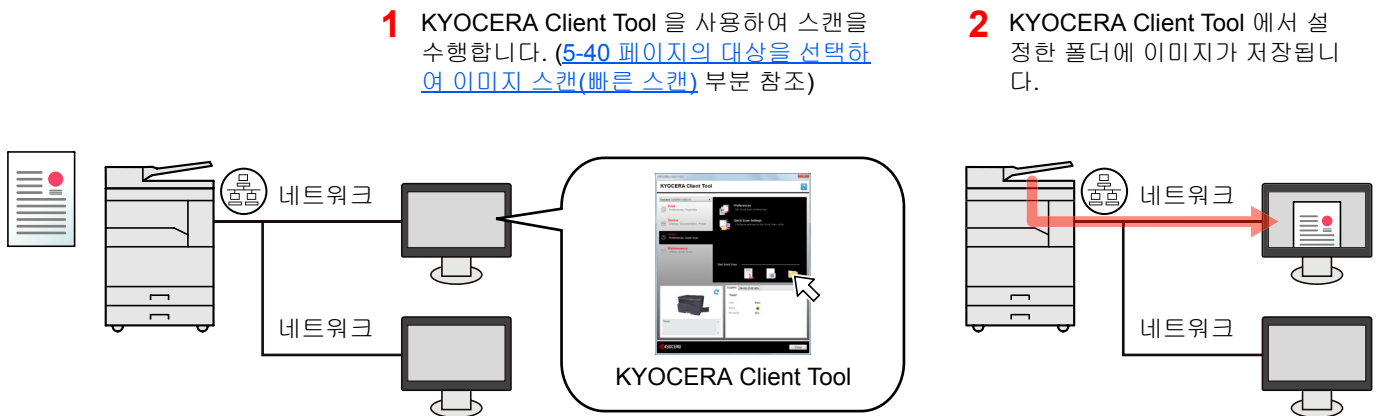 1 KYOCERA Client Tool 을 사용하여 스캔을
수행합니다. (5-40 페이지의 대상을 선택하
여 이미지 스캔(빠른 스캔) 부분 참조)
2 KYOCERA Client Tool 에서 설
정한 폴더에 이미지가 저장됩니
다.
네트워크
KYOCERA Client Tool
Preferences
Quick Scan Settings
네트워크
네트워크
KYOCERA Client Tool
네트워크